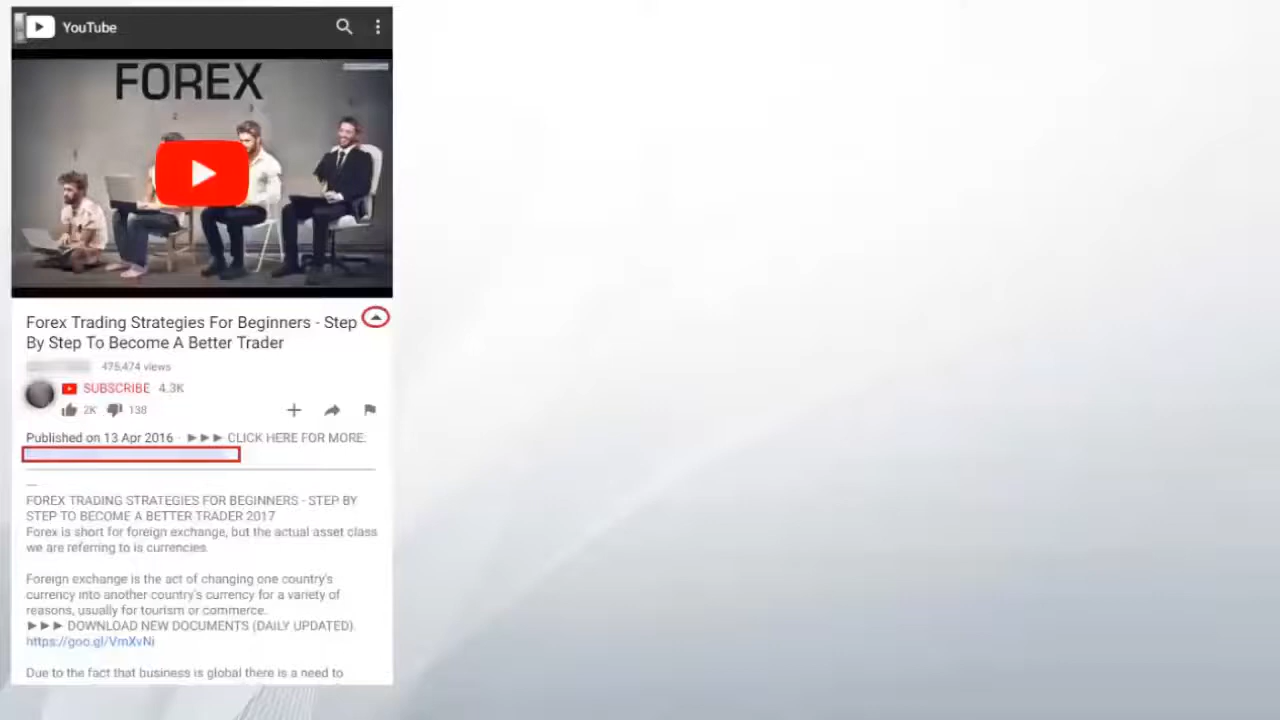 YouTube
FOREX
Forex Trading Strategies For Beginners - Step
By Step To Become A Better Trader
475,474 views
SUBSCRIBE 4.3K
2K 138
Published on 13 Apr 2016 · ►►► CLICK HERE FOR MORE:
—
FOREX TRADING STRATEGIES FOR BEGINNERS - STEP BY
STEP TO BECOME A BETTER TRADER 2017
Forex is short for foreign exchange, but the actual asset class
we are referring to is currencies.
Foreign exchange is the act of changing one country's
currency into another country's currency for a variety of
reasons, usually for tourism or commerce.
►►► DOWNLOAD NEW DOCUMENTS (DAILY UPDATED):
https://goo.gl/VmXvNi
Due to the fact that business is global there is a need to